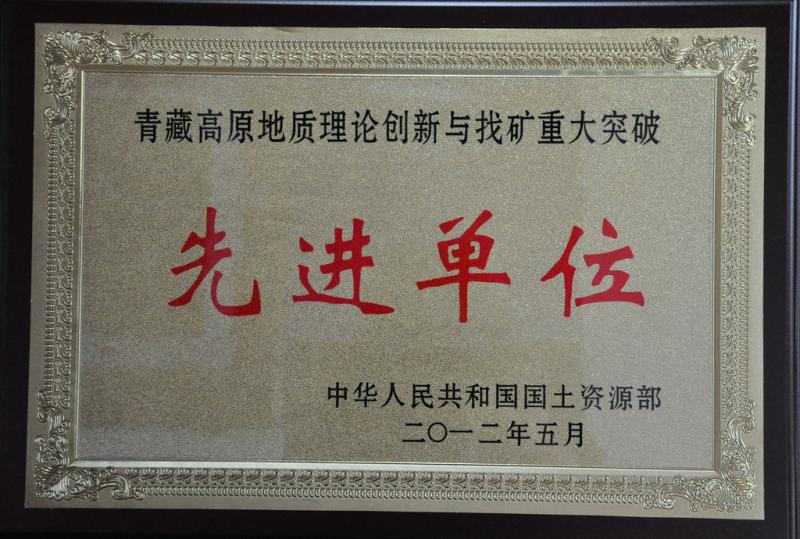 青藏高原地质理论创新与找矿重大突破
先进单位
中华人民共和国国土资源部
二〇一二年五月